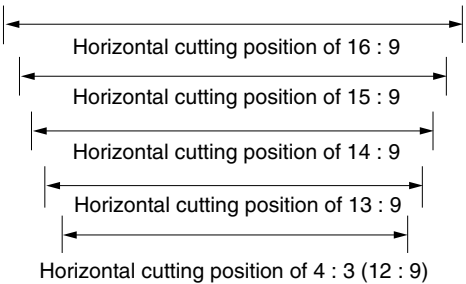 Horizontal cutting position of 16 : 9
Horizontal cutting position of 15 : 9
Horizontal cutting position of 14 : 9
Horizontal cutting position of 13 : 9
Horizontal cutting position of 4 : 3 (12 : 9)